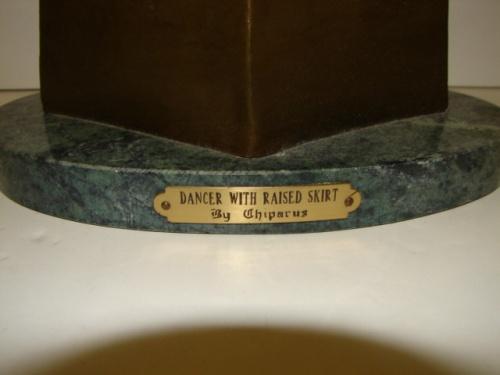 DANCER WITH RAISED SKIRT
By Chiparus